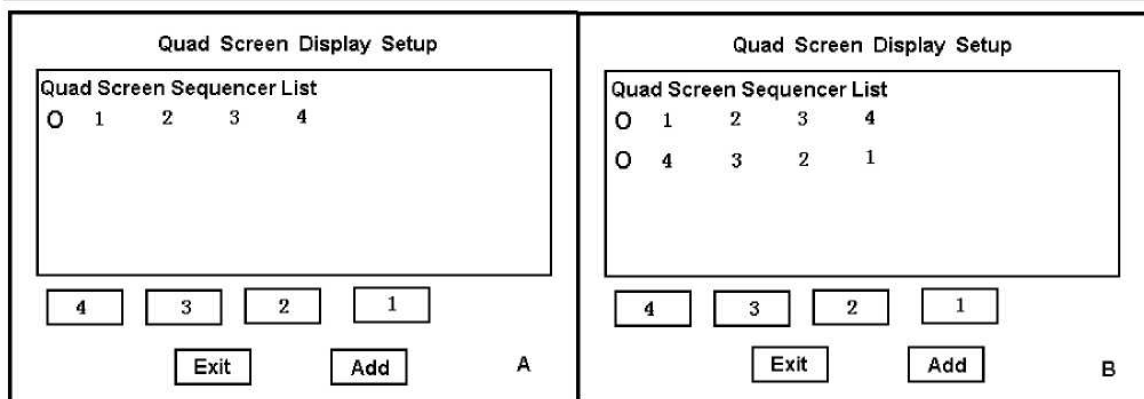 Quad Screen Display Setup
Quad Screen Sequencer List
O 1 2 3 4
4 3 2 1
Exit Add A
Quad Screen Display Setup
Quad Screen Sequencer List
O 1 2 3 4
O 4 3 2 1
4 3 2 1
Exit Add B